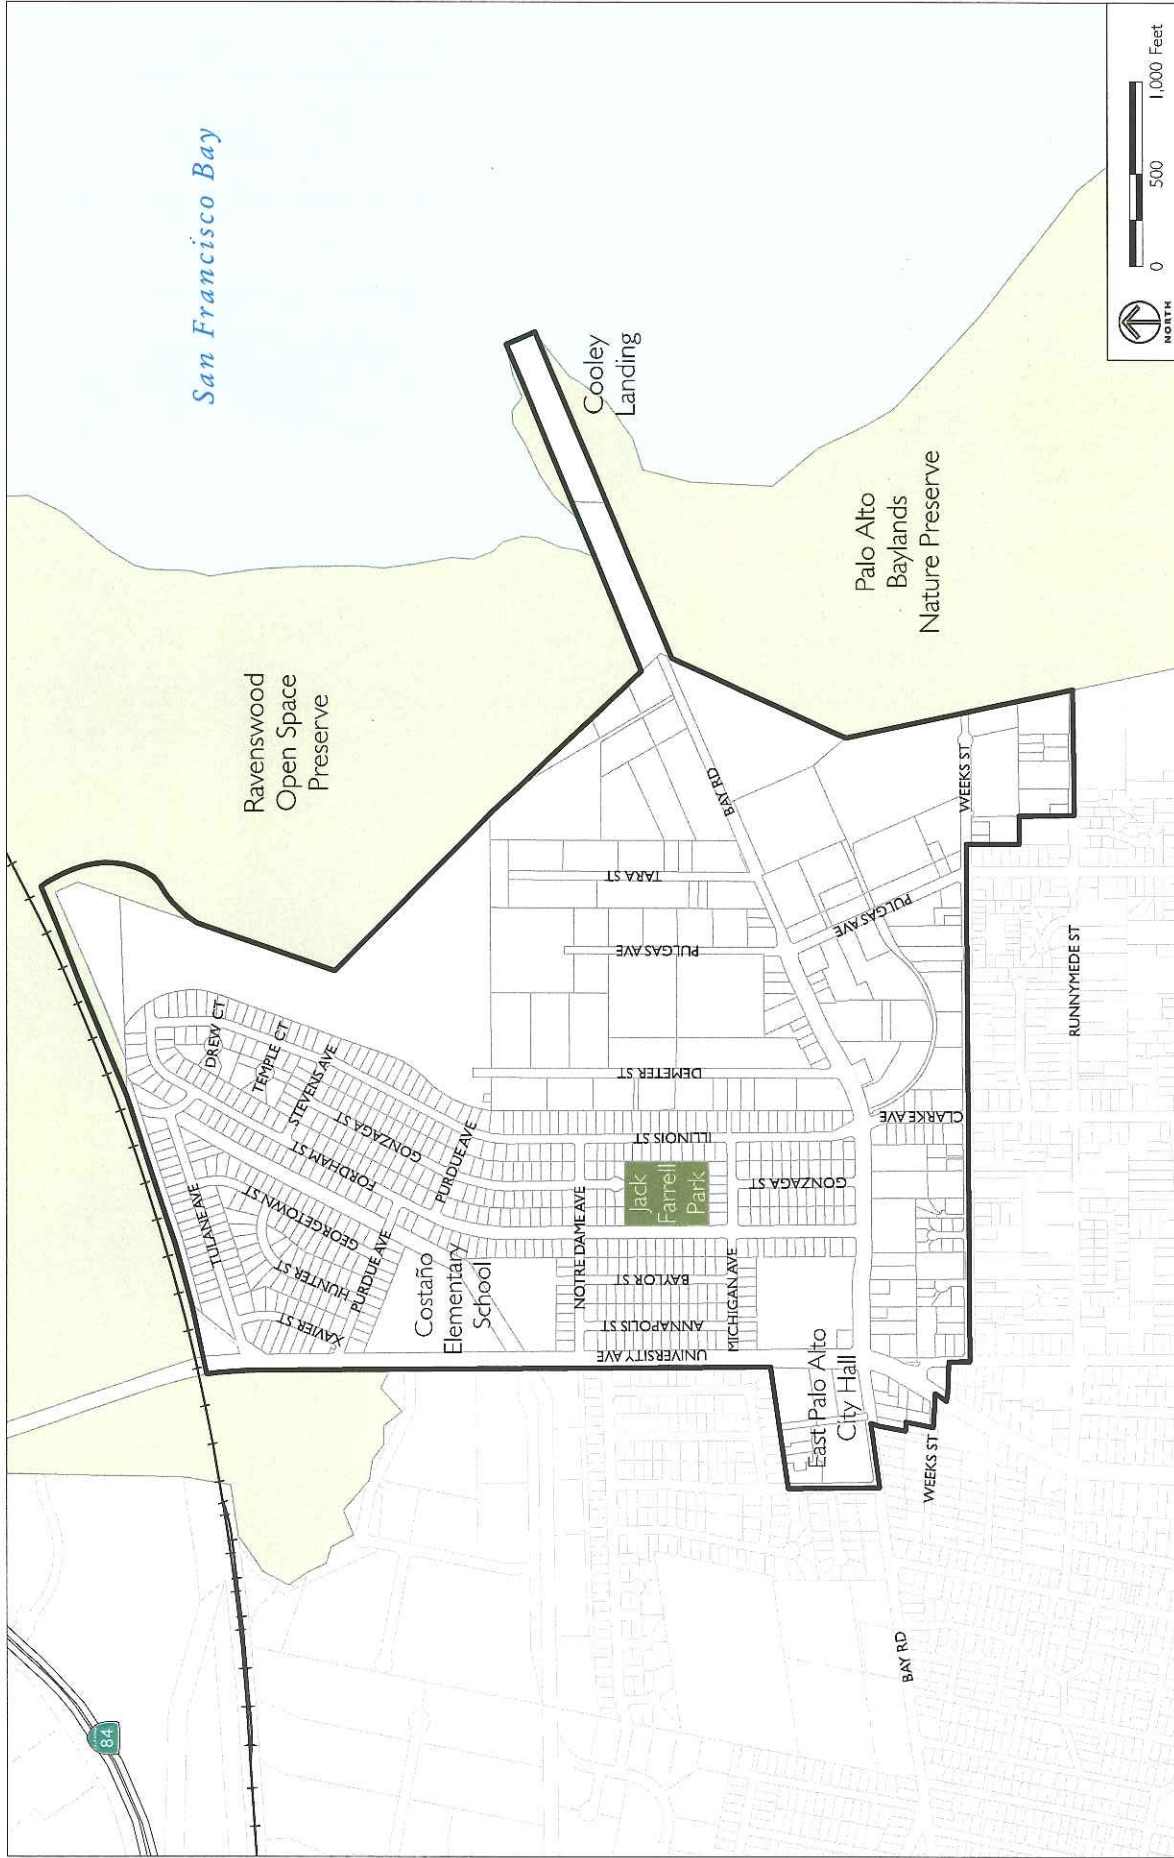 San Francisco Bay
Ravenswood
Open Space
Preserve
Cooley
Landing
Palo Alto
Baylands
Nature Preserve
84
DREW CT
TEMPLE CT
STEVENS AVE
GONZAGA ST
FORDHAM ST
PURDUE AVE
TULANE AVE
GEORGETOWN ST
HUNTER ST
PURDUE AVE
XAVIER ST
Costaño
Elementary
School
NOTRE DAME AVE
BAYLOR ST
ANNAPOLIS ST
UNIVERSITY AVE
MICHIGAN AVE
Jack
Farrell
Park
ILLINOIS ST
GONZAGA ST
DEMETER ST
PULGAS AVE
TARA ST
BAY RD
PULGAS AVE
WEEKS ST
CLARKE AVE
East Palo Alto
City Hall
WEEKS ST
BAY RD
RUNNYMEDE ST
NORTH
0 500 1,000 Feet